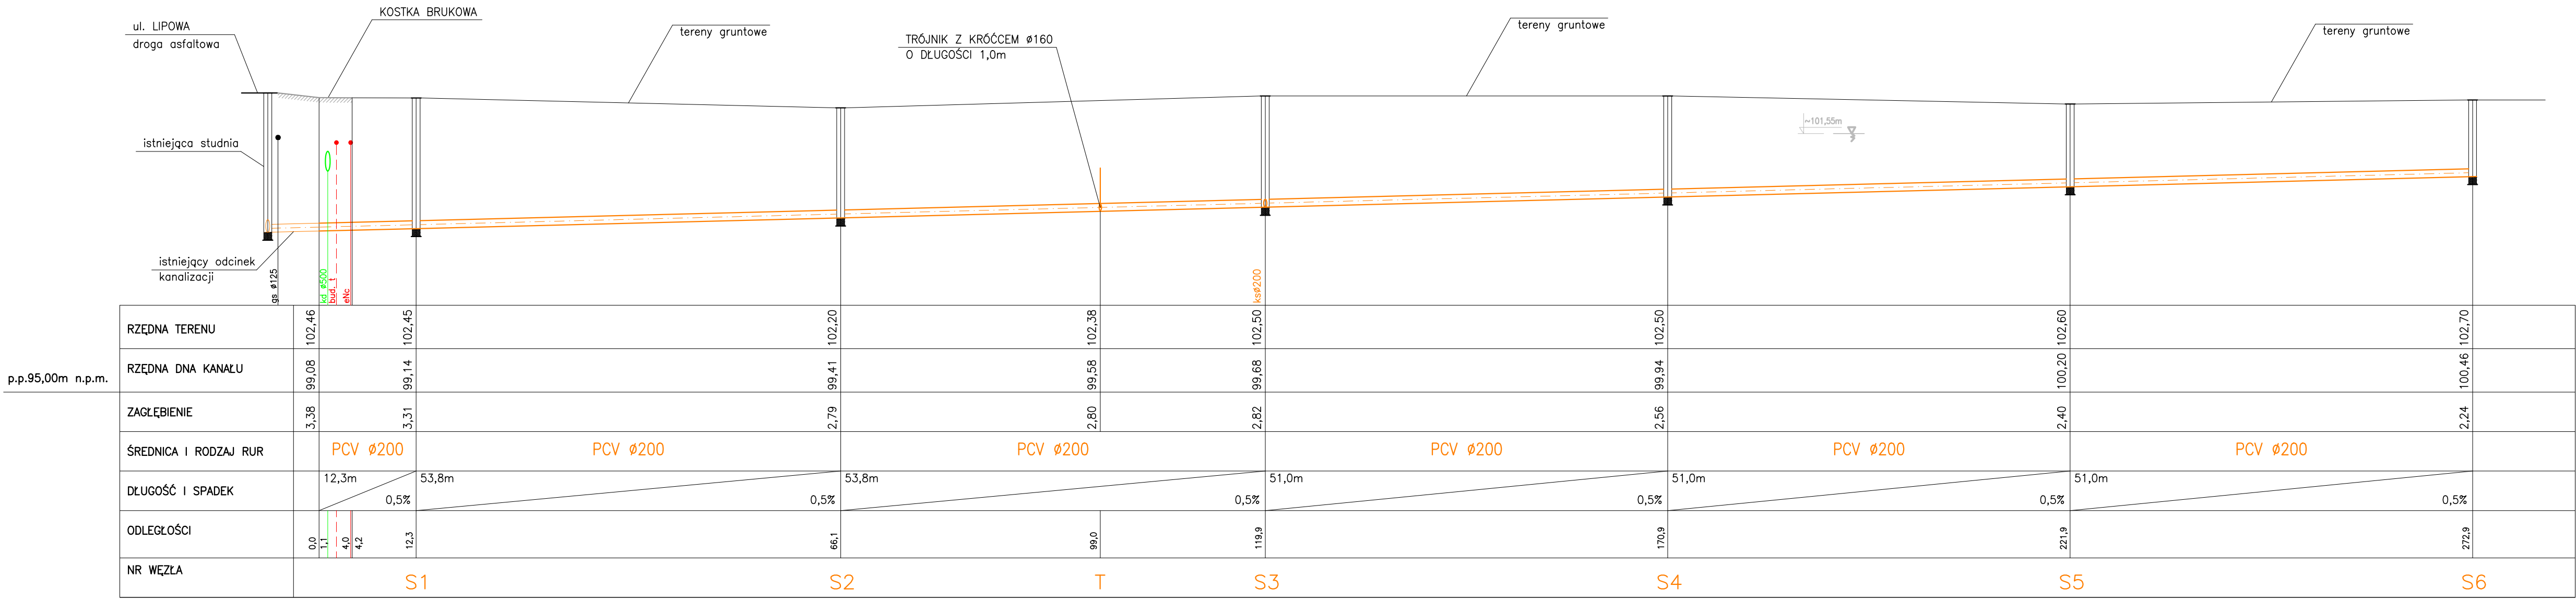 KOSTKA BRUKOWA
ul. LIPOWA
droga asfaltowa
tereny gruntowe
TRÓJNIK Z KRÓĆCEM ø160
O DŁUGOŚCI 1,0m
tereny gruntowe
tereny gruntowe
~101,55m
istniejąca studnia
istniejący odcinek
kanalizacji
gs ø125
kd ø500
bud. t
eNc
ksø200
p.p.95,00m n.p.m.
RZĘDNA TERENU 102,46 102,45 102,20 102,38 102,50 102,50 102,60 102,70
RZĘDNA DNA KANAŁU 99,08 99,14 99,41 99,58 99,68 99,94 100,20 100,46
ZAGŁĘBIENIE 3,38 3,31 2,79 2,80 2,82 2,56 2,40 2,24
ŚREDNICA I RODZAJ RUR PCV ø200 PCV ø200 PCV ø200 PCV ø200 PCV ø200 PCV ø200
DŁUGOŚĆ I SPADEK 12,3m 0,5% 53,8m 0,5% 53,8m 0,5% 51,0m 0,5% 51,0m 0,5% 51,0m 0,5%
ODLEGŁOŚCI 0,0 1,1 4,0 4,2 12,3 66,1 99,0 119,9 170,9 221,9 272,9
NR WĘZŁA S1 S2 T S3 S4 S5 S6